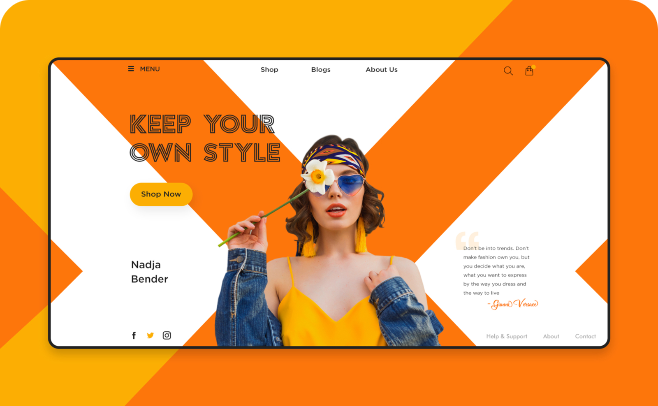 MENU
Shop
Blogs
About Us
KEEP YOUR
OWN STYLE
Shop Now
Nadja
Bender
“
Don't be into trends. Don't
make fashion own you, but
you decide what you are,
what you want to express
by the way you dress and
the way to live
Help & Support
About
Contact